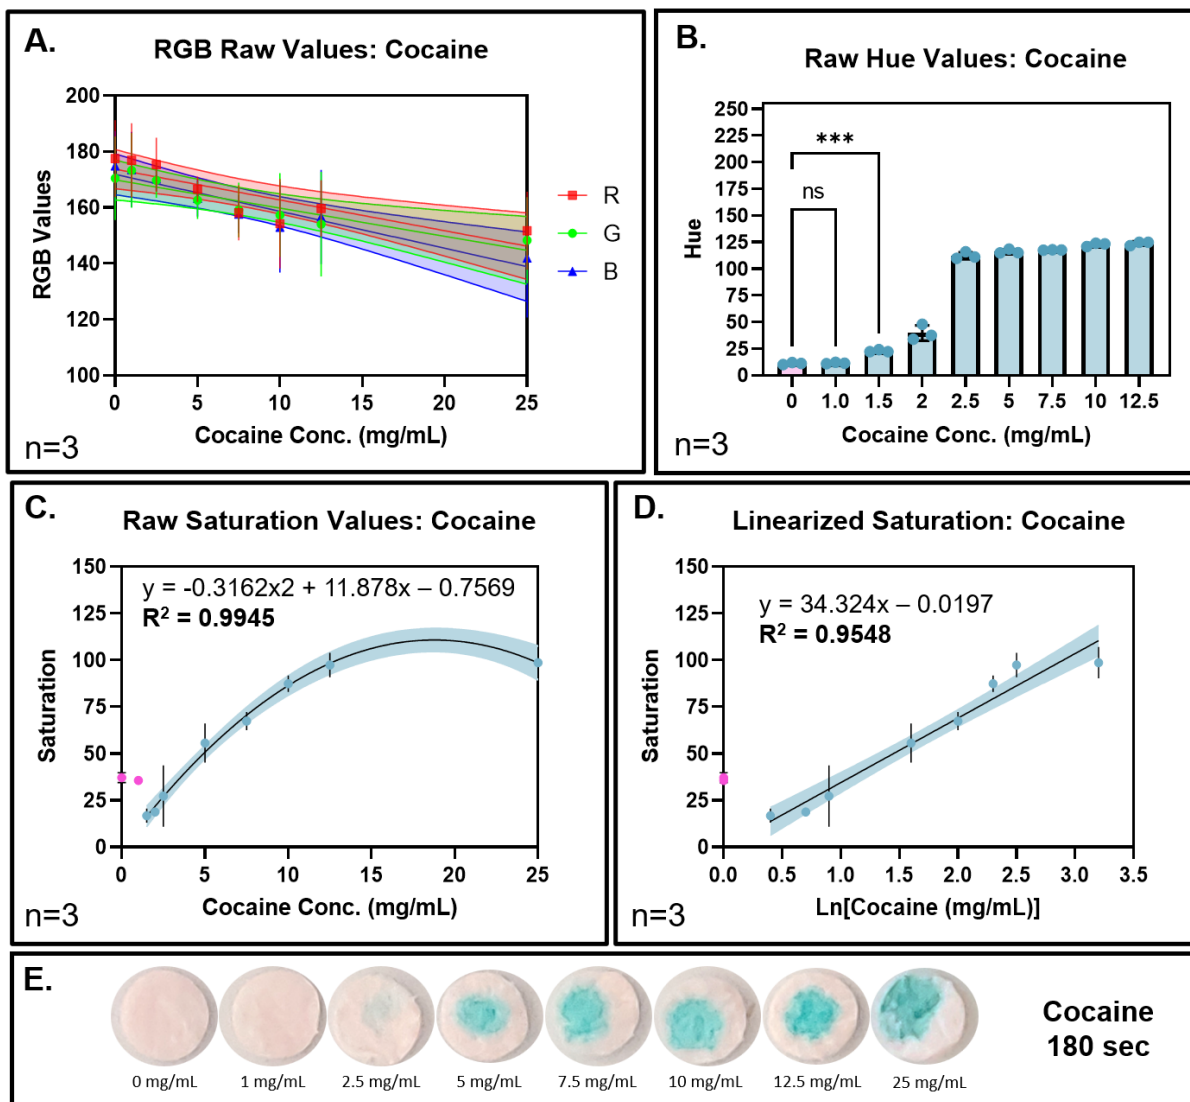 A.
RGB Raw Values: Cocaine
200
180
160
140
120
100
RGB Values
0 5 10 15 20 25
Cocaine Conc. (mg/mL)
R
G
B
n=3
B.
Raw Hue Values: Cocaine
250
225
200
175
150
125
100
75
50
25
0
Hue
***
ns
0 1.0 1.5 2 2.5 5 7.5 10 12.5
Cocaine Conc. (mg/mL)
n=3
C.
Raw Saturation Values: Cocaine
150
125
100
75
50
25
0
Saturation
y = -0.3162x2 + 11.878x – 0.7569
R² = 0.9945
0 5 10 15 20 25
Cocaine Conc. (mg/mL)
n=3
D.
Linearized Saturation: Cocaine
150
125
100
75
50
25
0
Saturation
y = 34.324x – 0.0197
R² = 0.9548
0.0 0.5 1.0 1.5 2.0 2.5 3.0 3.5
Ln[Cocaine (mg/mL)]
n=3
E.
0 mg/mL 1 mg/mL 2.5 mg/mL 5 mg/mL 7.5 mg/mL 10 mg/mL 12.5 mg/mL 25 mg/mL
Cocaine
180 sec